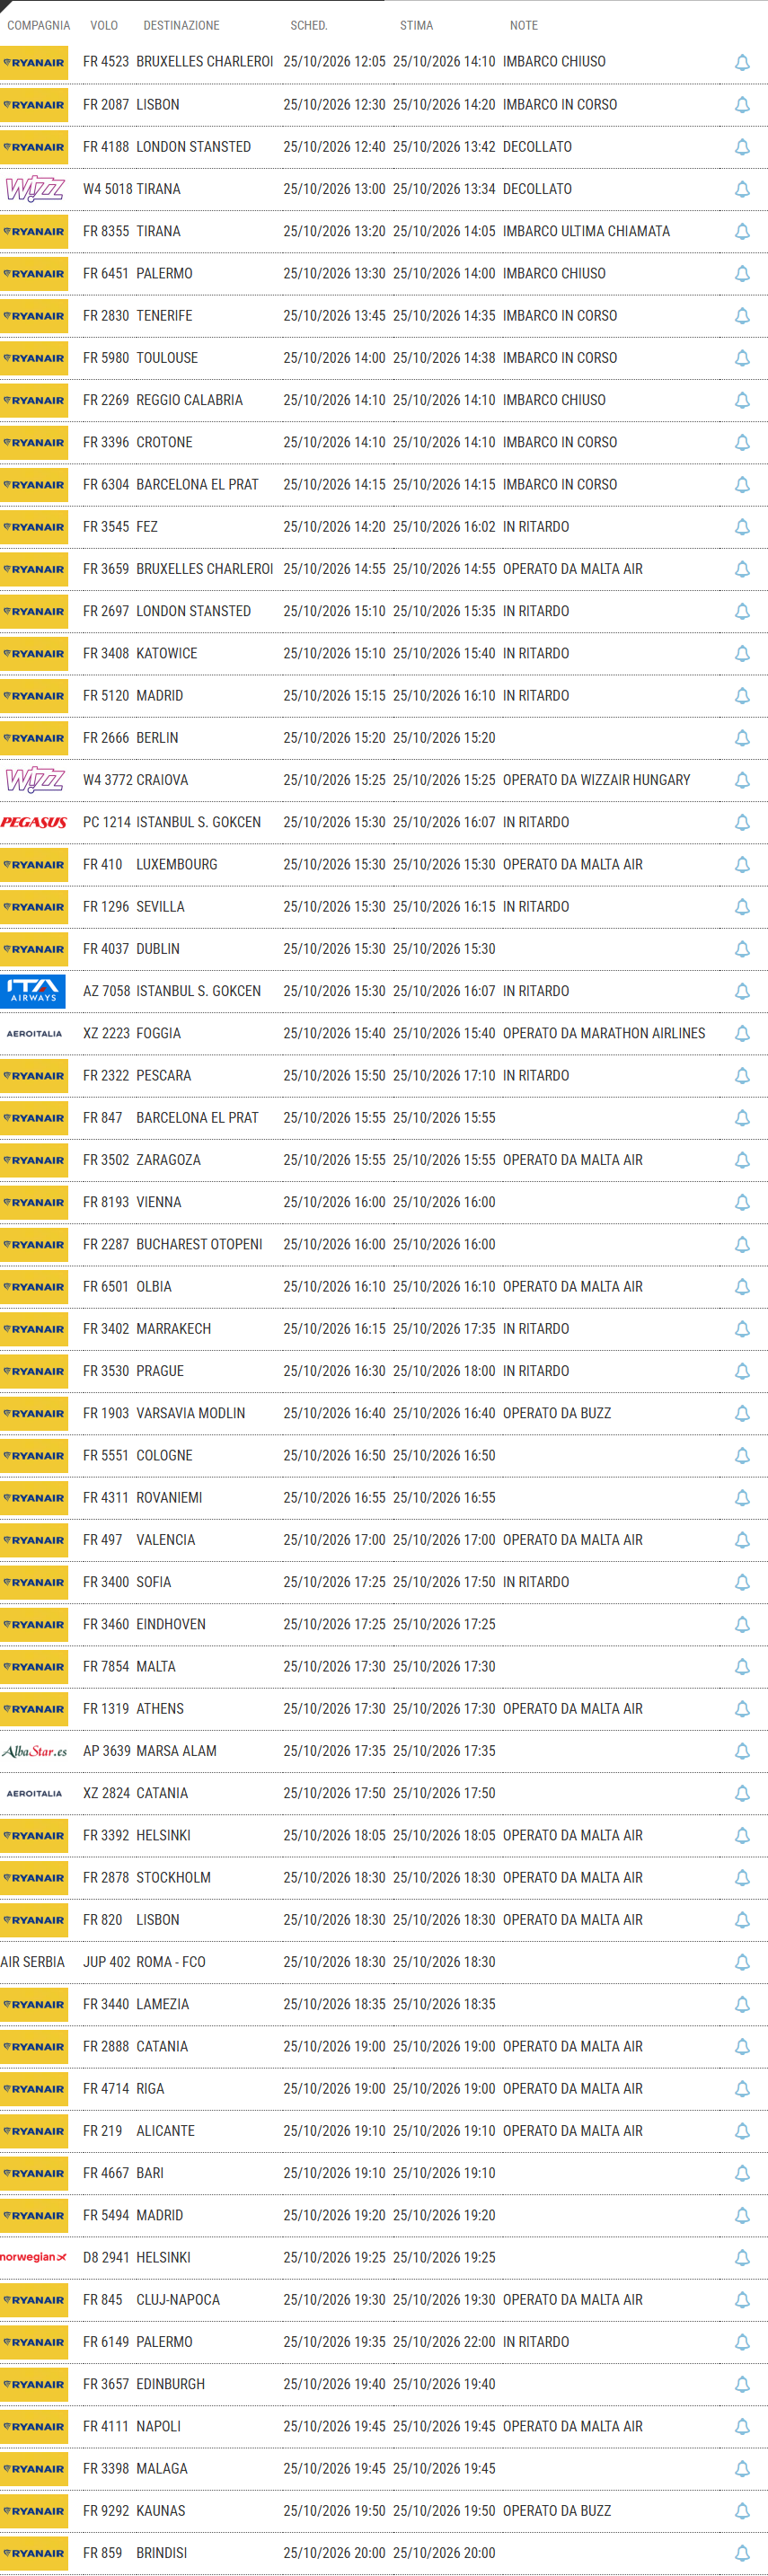 COMPAGNIA VOLO DESTINAZIONE SCHED. STIMA NOTE
RYANAIR FR 4523 BRUXELLES CHARLEROI 25/10/2026 12:05 25/10/2026 14:10 IMBARCO CHIUSO
RYANAIR FR 2087 LISBON 25/10/2026 12:30 25/10/2026 14:20 IMBARCO IN CORSO
RYANAIR FR 4188 LONDON STANSTED 25/10/2026 12:40 25/10/2026 13:42 DECOLLATO
WIZZ W4 5018 TIRANA 25/10/2026 13:00 25/10/2026 13:34 DECOLLATO
RYANAIR FR 8355 TIRANA 25/10/2026 13:20 25/10/2026 14:05 IMBARCO ULTIMA CHIAMATA
RYANAIR FR 6451 PALERMO 25/10/2026 13:30 25/10/2026 14:00 IMBARCO CHIUSO
RYANAIR FR 2830 TENERIFE 25/10/2026 13:45 25/10/2026 14:35 IMBARCO IN CORSO
RYANAIR FR 5980 TOULOUSE 25/10/2026 14:00 25/10/2026 14:38 IMBARCO IN CORSO
RYANAIR FR 2269 REGGIO CALABRIA 25/10/2026 14:10 25/10/2026 14:10 IMBARCO CHIUSO
RYANAIR FR 3396 CROTONE 25/10/2026 14:10 25/10/2026 14:10 IMBARCO IN CORSO
RYANAIR FR 6304 BARCELONA EL PRAT 25/10/2026 14:15 25/10/2026 14:15 IMBARCO IN CORSO
RYANAIR FR 3545 FEZ 25/10/2026 14:20 25/10/2026 16:02 IN RITARDO
RYANAIR FR 3659 BRUXELLES CHARLEROI 25/10/2026 14:55 25/10/2026 14:55 OPERATO DA MALTA AIR
RYANAIR FR 2697 LONDON STANSTED 25/10/2026 15:10 25/10/2026 15:35 IN RITARDO
RYANAIR FR 3408 KATOWICE 25/10/2026 15:10 25/10/2026 15:40 IN RITARDO
RYANAIR FR 5120 MADRID 25/10/2026 15:15 25/10/2026 16:10 IN RITARDO
RYANAIR FR 2666 BERLIN 25/10/2026 15:20 25/10/2026 15:20
WIZZ W4 3772 CRAIOVA 25/10/2026 15:25 25/10/2026 15:25 OPERATO DA WIZZAIR HUNGARY
PEGASUS PC 1214 ISTANBUL S. GOKCEN 25/10/2026 15:30 25/10/2026 16:07 IN RITARDO
RYANAIR FR 410 LUXEMBOURG 25/10/2026 15:30 25/10/2026 15:30 OPERATO DA MALTA AIR
RYANAIR FR 1296 SEVILLA 25/10/2026 15:30 25/10/2026 16:15 IN RITARDO
RYANAIR FR 4037 DUBLIN 25/10/2026 15:30 25/10/2026 15:30
ITA AIRWAYS AZ 7058 ISTANBUL S. GOKCEN 25/10/2026 15:30 25/10/2026 16:07 IN RITARDO
AEROITALIA XZ 2223 FOGGIA 25/10/2026 15:40 25/10/2026 15:40 OPERATO DA MARATHON AIRLINES
RYANAIR FR 2322 PESCARA 25/10/2026 15:50 25/10/2026 17:10 IN RITARDO
RYANAIR FR 847 BARCELONA EL PRAT 25/10/2026 15:55 25/10/2026 15:55
RYANAIR FR 3502 ZARAGOZA 25/10/2026 15:55 25/10/2026 15:55 OPERATO DA MALTA AIR
RYANAIR FR 8193 VIENNA 25/10/2026 16:00 25/10/2026 16:00
RYANAIR FR 2287 BUCHAREST OTOPENI 25/10/2026 16:00 25/10/2026 16:00
RYANAIR FR 6501 OLBIA 25/10/2026 16:10 25/10/2026 16:10 OPERATO DA MALTA AIR
RYANAIR FR 3402 MARRAKECH 25/10/2026 16:15 25/10/2026 17:35 IN RITARDO
RYANAIR FR 3530 PRAGUE 25/10/2026 16:30 25/10/2026 18:00 IN RITARDO
RYANAIR FR 1903 VARSAVIA MODLIN 25/10/2026 16:40 25/10/2026 16:40 OPERATO DA BUZZ
RYANAIR FR 5551 COLOGNE 25/10/2026 16:50 25/10/2026 16:50
RYANAIR FR 4311 ROVANIEMI 25/10/2026 16:55 25/10/2026 16:55
RYANAIR FR 497 VALENCIA 25/10/2026 17:00 25/10/2026 17:00 OPERATO DA MALTA AIR
RYANAIR FR 3400 SOFIA 25/10/2026 17:25 25/10/2026 17:50 IN RITARDO
RYANAIR FR 3460 EINDHOVEN 25/10/2026 17:25 25/10/2026 17:25
RYANAIR FR 7854 MALTA 25/10/2026 17:30 25/10/2026 17:30
RYANAIR FR 1319 ATHENS 25/10/2026 17:30 25/10/2026 17:30 OPERATO DA MALTA AIR
AlbaStar.es AP 3639 MARSA ALAM 25/10/2026 17:35 25/10/2026 17:35
AEROITALIA XZ 2824 CATANIA 25/10/2026 17:50 25/10/2026 17:50
RYANAIR FR 3392 HELSINKI 25/10/2026 18:05 25/10/2026 18:05 OPERATO DA MALTA AIR
RYANAIR FR 2878 STOCKHOLM 25/10/2026 18:30 25/10/2026 18:30 OPERATO DA MALTA AIR
RYANAIR FR 820 LISBON 25/10/2026 18:30 25/10/2026 18:30 OPERATO DA MALTA AIR
AIR SERBIA JUP 402 ROMA - FCO 25/10/2026 18:30 25/10/2026 18:30
RYANAIR FR 3440 LAMEZIA 25/10/2026 18:35 25/10/2026 18:35
RYANAIR FR 2888 CATANIA 25/10/2026 19:00 25/10/2026 19:00 OPERATO DA MALTA AIR
RYANAIR FR 4714 RIGA 25/10/2026 19:00 25/10/2026 19:00 OPERATO DA MALTA AIR
RYANAIR FR 219 ALICANTE 25/10/2026 19:10 25/10/2026 19:10 OPERATO DA MALTA AIR
RYANAIR FR 4667 BARI 25/10/2026 19:10 25/10/2026 19:10
RYANAIR FR 5494 MADRID 25/10/2026 19:20 25/10/2026 19:20
norwegian D8 2941 HELSINKI 25/10/2026 19:25 25/10/2026 19:25
RYANAIR FR 845 CLUJ-NAPOCA 25/10/2026 19:30 25/10/2026 19:30 OPERATO DA MALTA AIR
RYANAIR FR 6149 PALERMO 25/10/2026 19:35 25/10/2026 22:00 IN RITARDO
RYANAIR FR 3657 EDINBURGH 25/10/2026 19:40 25/10/2026 19:40
RYANAIR FR 4111 NAPOLI 25/10/2026 19:45 25/10/2026 19:45 OPERATO DA MALTA AIR
RYANAIR FR 3398 MALAGA 25/10/2026 19:45 25/10/2026 19:45
RYANAIR FR 9292 KAUNAS 25/10/2026 19:50 25/10/2026 19:50 OPERATO DA BUZZ
RYANAIR FR 859 BRINDISI 25/10/2026 20:00 25/10/2026 20:00